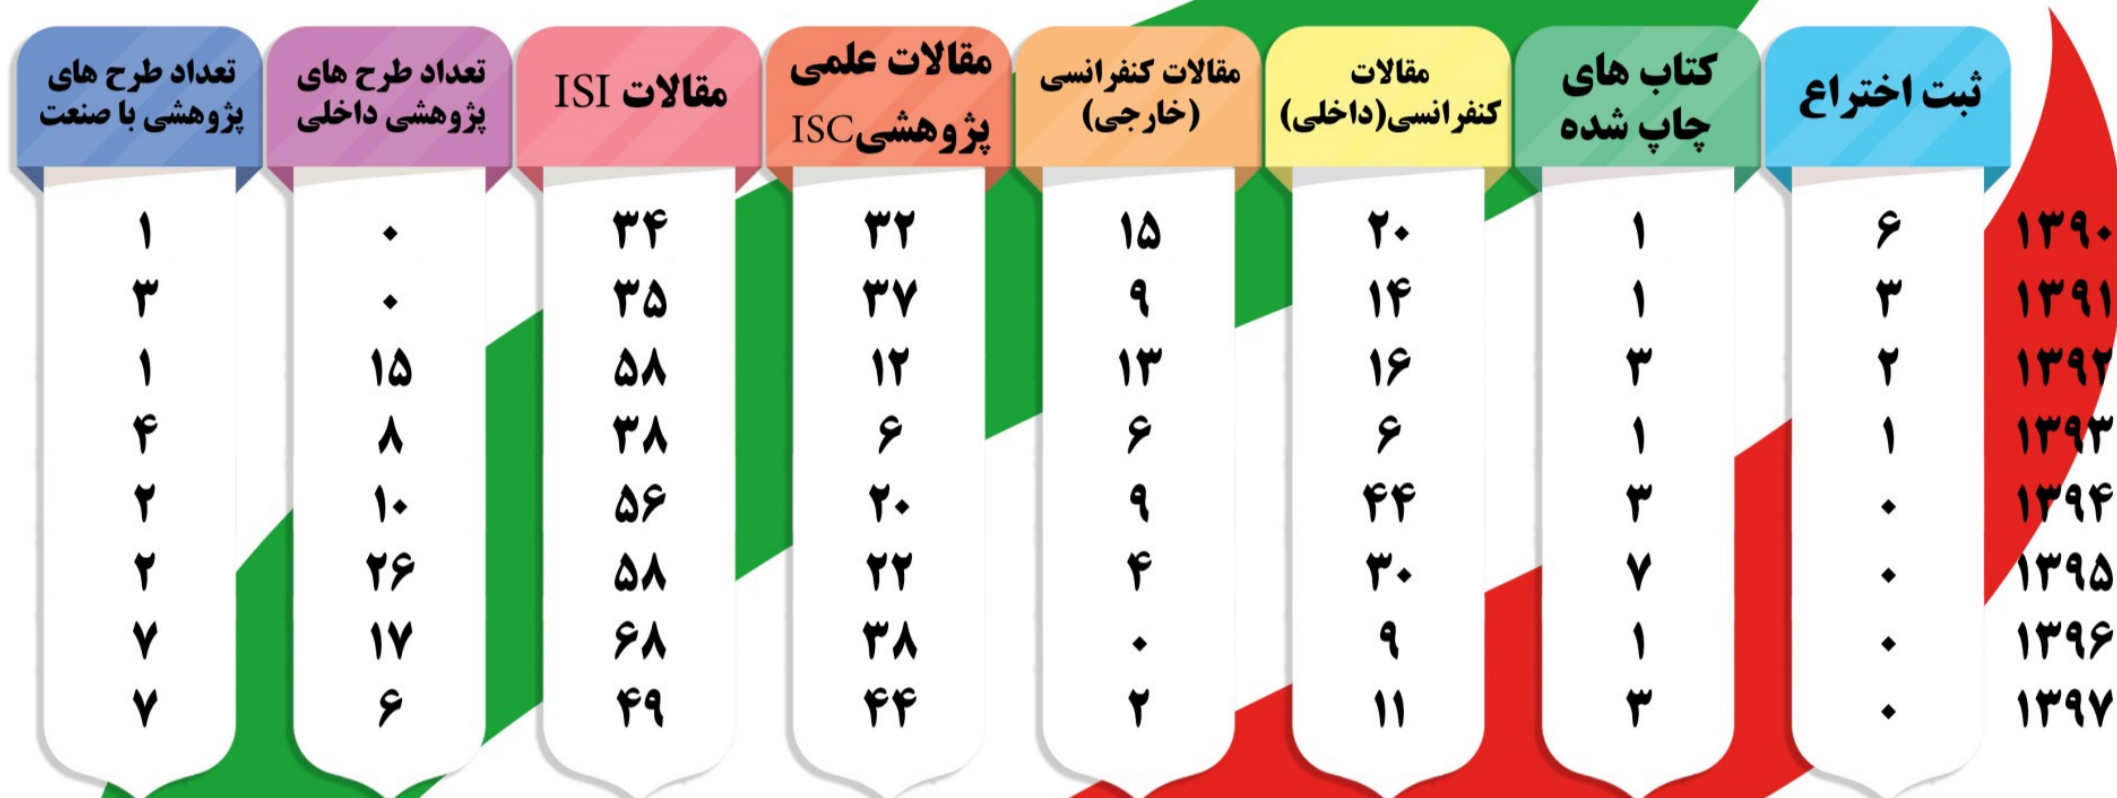 ثبت اختراع
کتاب های
چاپ شده
مقالات
کنفرانسی(داخلی)
مقالات کنفرانسی
(خارجی)
مقالات علمی
پژوهشیISC
مقالات ISI
تعداد طرح های
پژوهشی داخلی
تعداد طرح های
پژوهشی با صنعت
۱۳۹۰ ۶ ۱ ۲۰ ۱۵ ۳۲ ۳۴ ۰ ۱
۱۳۹۱ ۳ ۱ ۱۴ ۹ ۳۷ ۳۵ ۰ ۳
۱۳۹۲ ۲ ۳ ۱۶ ۱۳ ۱۲ ۵۸ ۱۵ ۱
۱۳۹۳ ۱ ۱ ۶ ۶ ۶ ۳۸ ۸ ۴
۱۳۹۴ ۰ ۳ ۴۴ ۹ ۲۰ ۵۶ ۱۰ ۲
۱۳۹۵ ۰ ۷ ۳۰ ۴ ۲۲ ۵۸ ۲۶ ۲
۱۳۹۶ ۰ ۱ ۹ ۰ ۳۸ ۶۸ ۱۷ ۷
۱۳۹۷ ۰ ۳ ۱۱ ۲ ۴۴ ۴۹ ۶ ۷